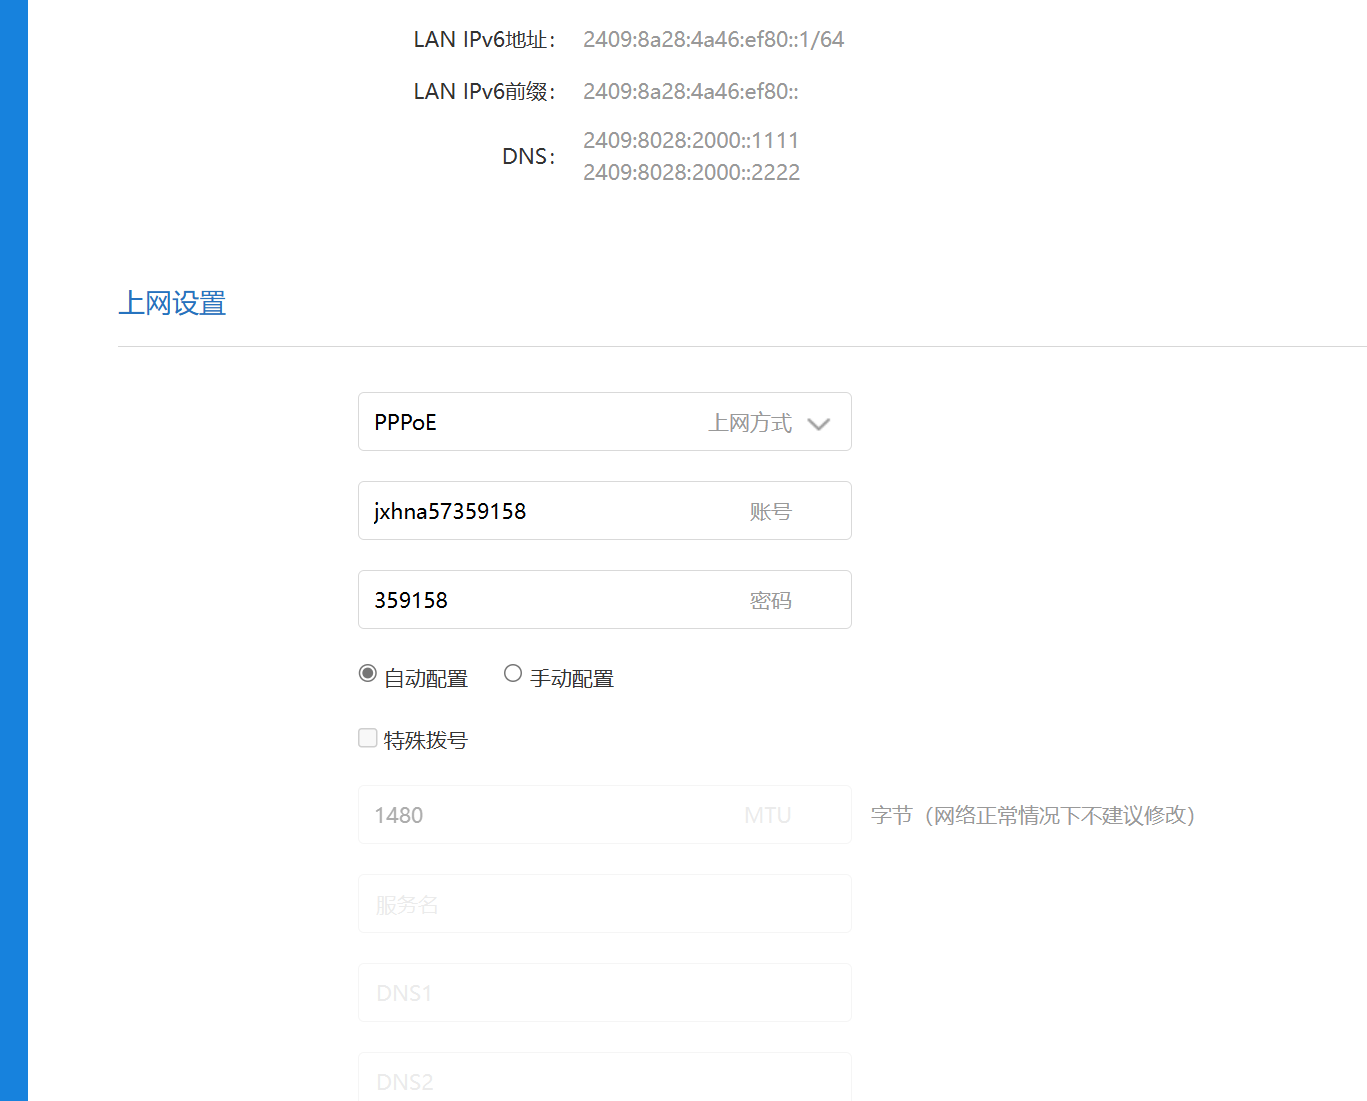 LAN IPv6地址： 2409:8a28:4a46:ef80::1/64
LAN IPv6前缀： 2409:8a28:4a46:ef80::
DNS： 2409:8028:2000::1111
2409:8028:2000::2222
上网设置
PPPoE 上网方式
jxhna57359158 账号
359158 密码
自动配置 手动配置
特殊拨号
1480 MTU 字节（网络正常情况下不建议修改）
服务名
DNS1
DNS2